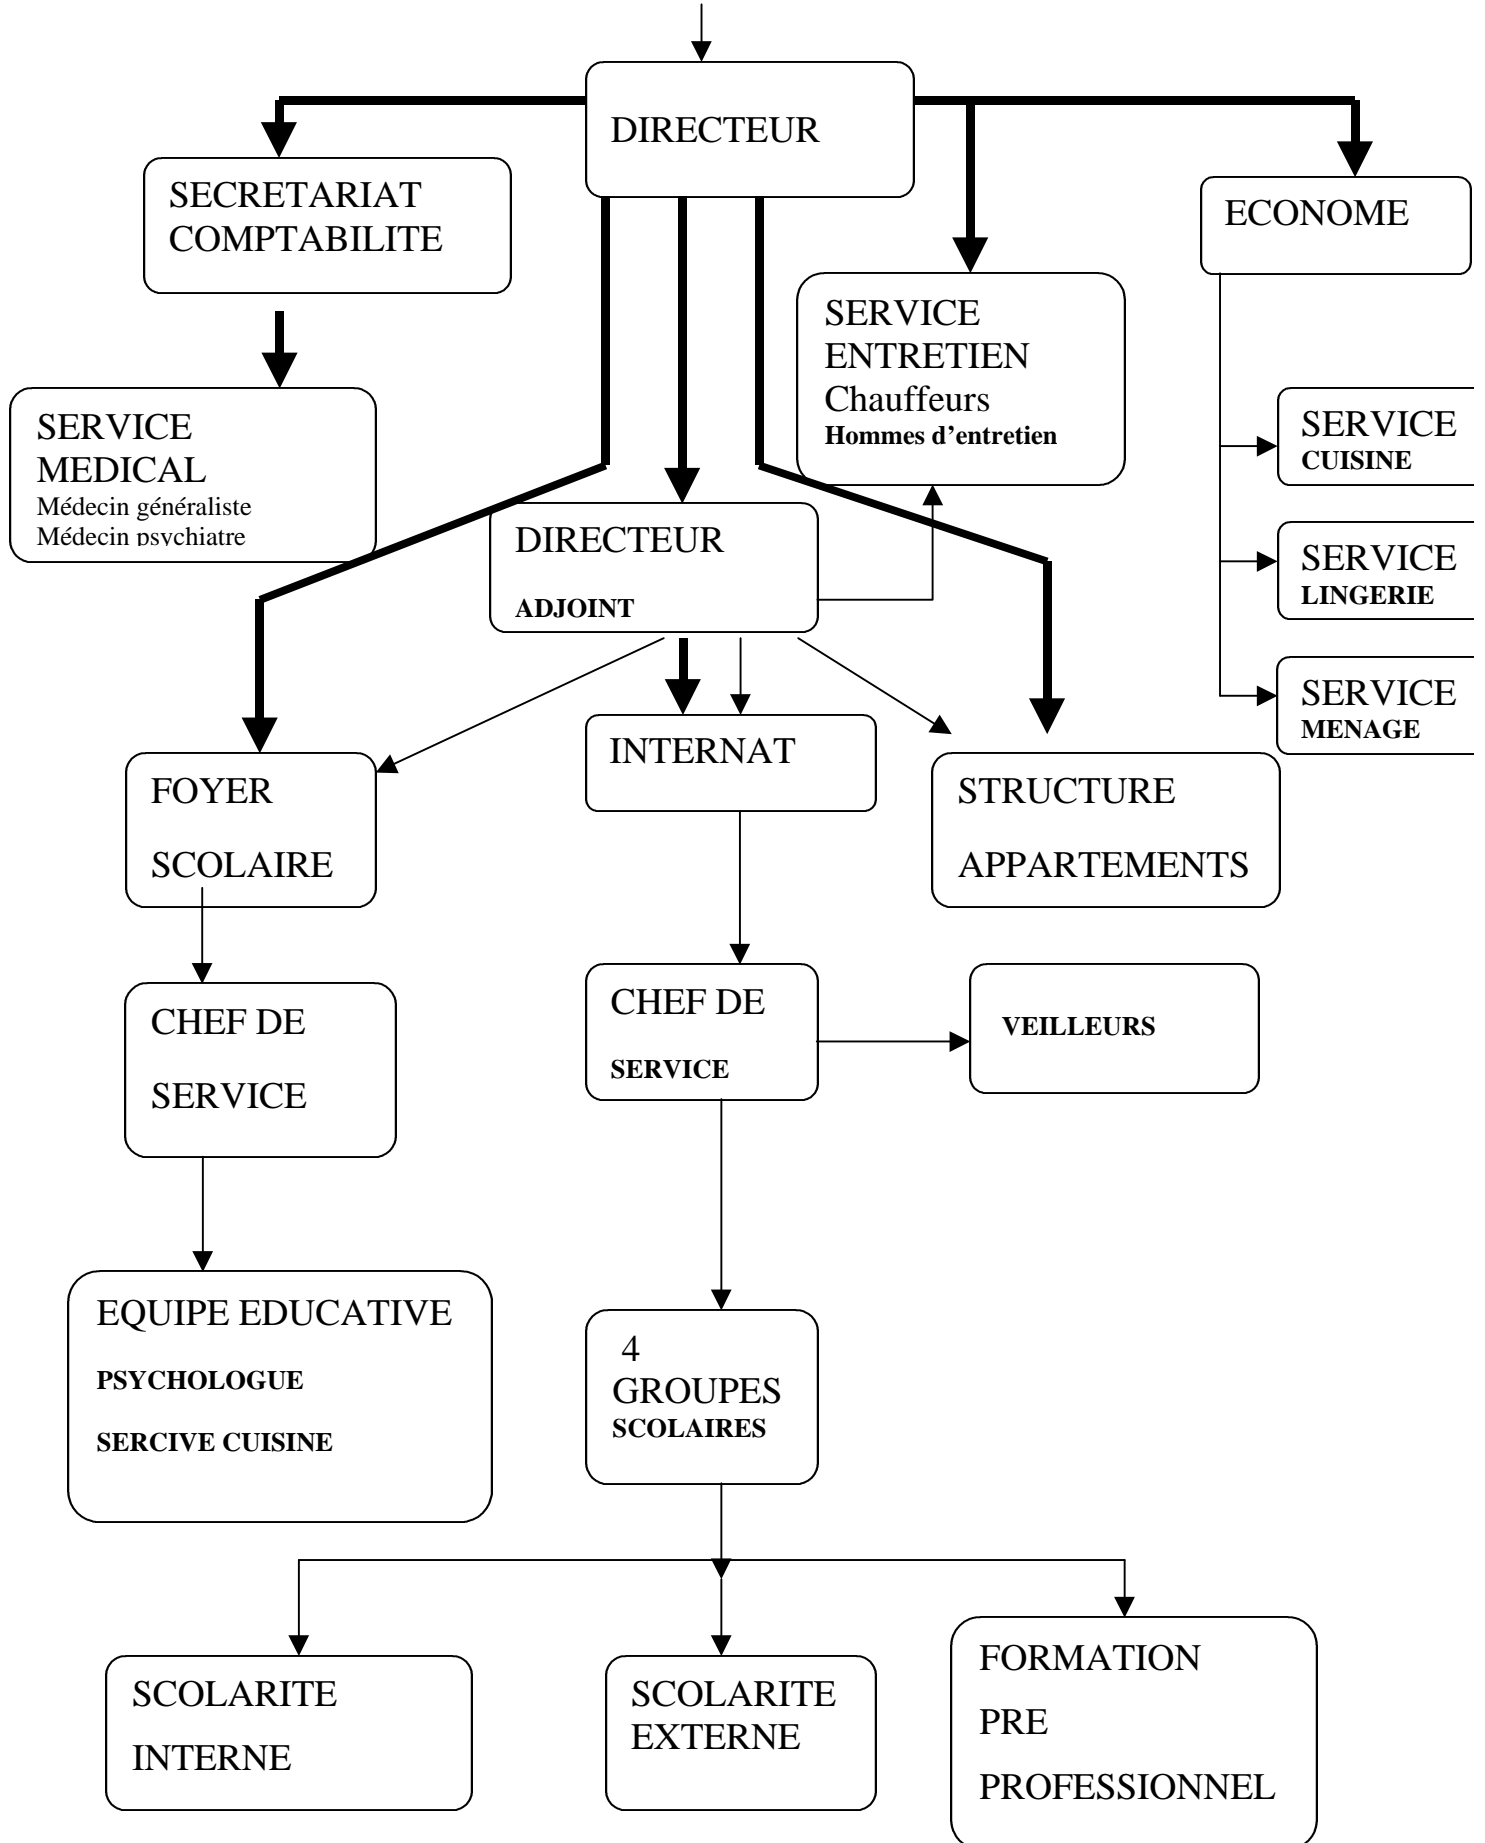 DIRECTEUR
SECRETARIAT
COMPTABILITE
ECONOME
SERVICE
ENTRETIEN
Chauffeurs
Hommes d’entretien
SERVICE
MEDICAL
Médecin généraliste
Médecin psychiatre
SERVICE
CUISINE
DIRECTEUR
ADJOINT
SERVICE
LINGERIE
SERVICE
MENAGE
FOYER
SCOLAIRE
INTERNAT
STRUCTURE
APPARTEMENTS
CHEF DE
SERVICE
CHEF DE
SERVICE
VEILLEURS
EQUIPE EDUCATIVE
PSYCHOLOGUE
SERCIVE CUISINE
4
GROUPES
SCOLAIRES
SCOLARITE
INTERNE
SCOLARITE
EXTERNE
FORMATION
PRE
PROFESSIONNEL